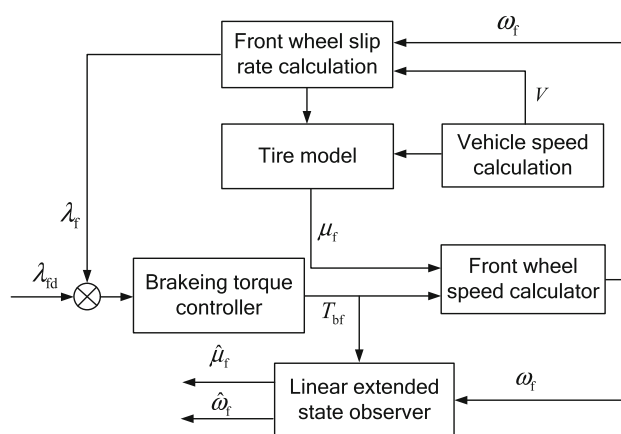 Front wheel slip
rate calculation
ω_f
V
Vehicle speed
calculation
Tire model
λ_f
μ_f
λ_fd
Brakeing torque
controller
T_bf
Front wheel
speed calculator
μ̂_f
ω̂_f
Linear extended
state observer
ω_f